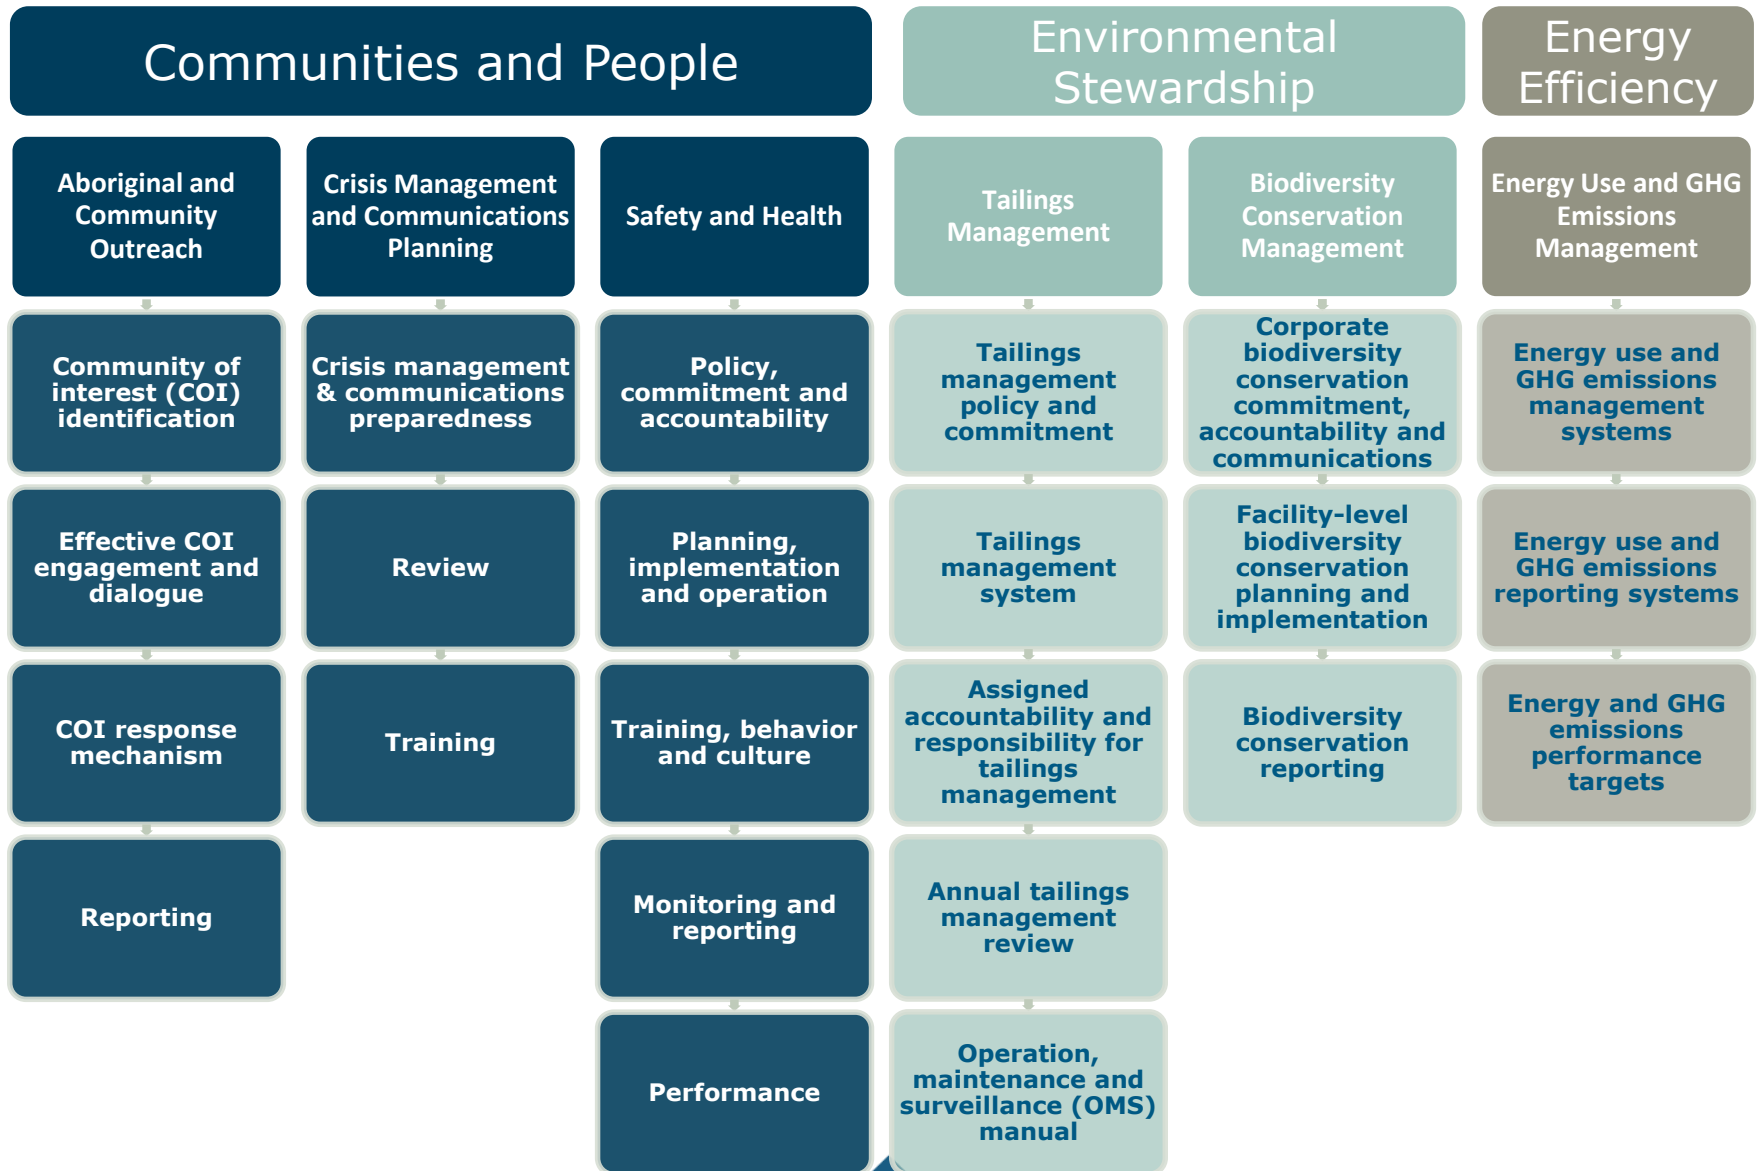 Communities and People
Environmental
Stewardship
Energy
Efficiency
Aboriginal and
Community
Outreach
Crisis Management
and Communications
Planning
Safety and Health
Tailings
Management
Biodiversity
Conservation
Management
Energy Use and GHG
Emissions
Management
Community of
interest (COI)
identification
Crisis management
& communications
preparedness
Policy,
commitment and
accountability
Tailings
management
policy and
commitment
Corporate
biodiversity
conservation
commitment,
accountability and
communications
Energy use and
GHG emissions
management
systems
Effective COI
engagement and
dialogue
Review
Planning,
implementation
and operation
Tailings
management
system
Facility-level
biodiversity
conservation
planning and
implementation
Energy use and
GHG emissions
reporting systems
COI response
mechanism
Training
Training, behavior
and culture
Assigned
accountability and
responsibility for
tailings
management
Biodiversity
conservation
reporting
Energy and GHG
emissions
performance
targets
Reporting
Monitoring and
reporting
Annual tailings
management
review
Performance
Operation,
maintenance and
surveillance (OMS)
manual